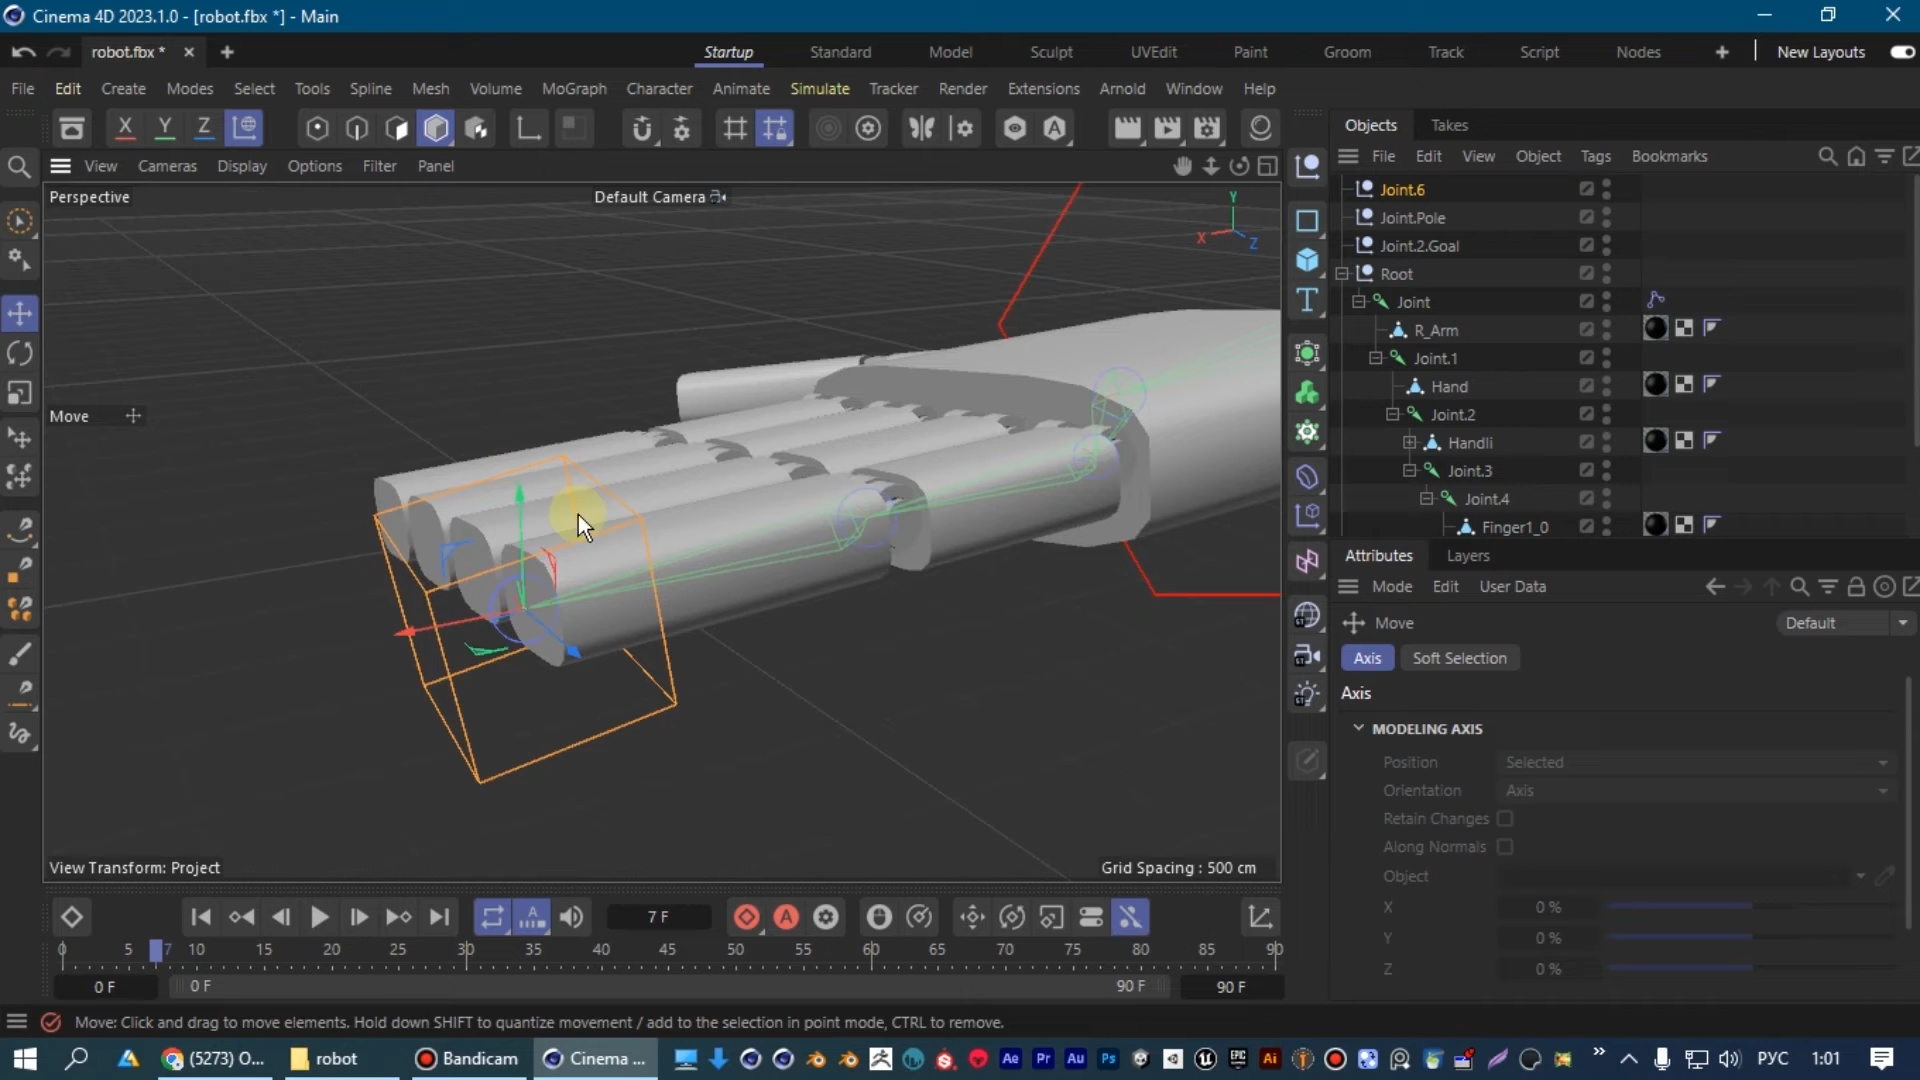 Cinema 4D 2023.1.0 - [robot.fbx *] - Main
robot.fbx *
Startup
Standard
Model
Sculpt
UVEdit
Paint
Groom
Track
Script
Nodes
New Layouts
File
Edit
Create
Modes
Select
Tools
Spline
Mesh
Volume
MoGraph
Character
Animate
Simulate
Tracker
Render
Extensions
Arnold
Window
Help
X
Y
Z
Objects
Takes
View
Cameras
Display
Options
Filter
Panel
File
Edit
View
Object
Tags
Bookmarks
Perspective
Default Camera
Y
X
Z
Move
Joint.6
Joint.Pole
Joint.2.Goal
Root
Joint
R_Arm
Joint.1
Hand
Joint.2
Handli
Joint.3
Joint.4
Finger1_0
Attributes
Layers
Mode
Edit
User Data
Move
Default
Axis
Soft Selection
Axis
MODELING AXIS
Position
Selected
Orientation
Axis
Retain Changes
Along Normals
Object
X
0 %
Y
0 %
Z
0 %
View Transform: Project
Grid Spacing : 500 cm
7 F
0
5
7
10
15
20
25
30
35
40
45
50
55
60
65
70
75
80
85
90
0 F
0 F
90 F
90 F
Move: Click and drag to move elements. Hold down SHIFT to quantize movement / add to the selection in point mode, CTRL to remove.
(5273) O...
robot
Bandicam
Cinema ...
Ae
Pr
Au
Ps
Ai
РУС
1:01